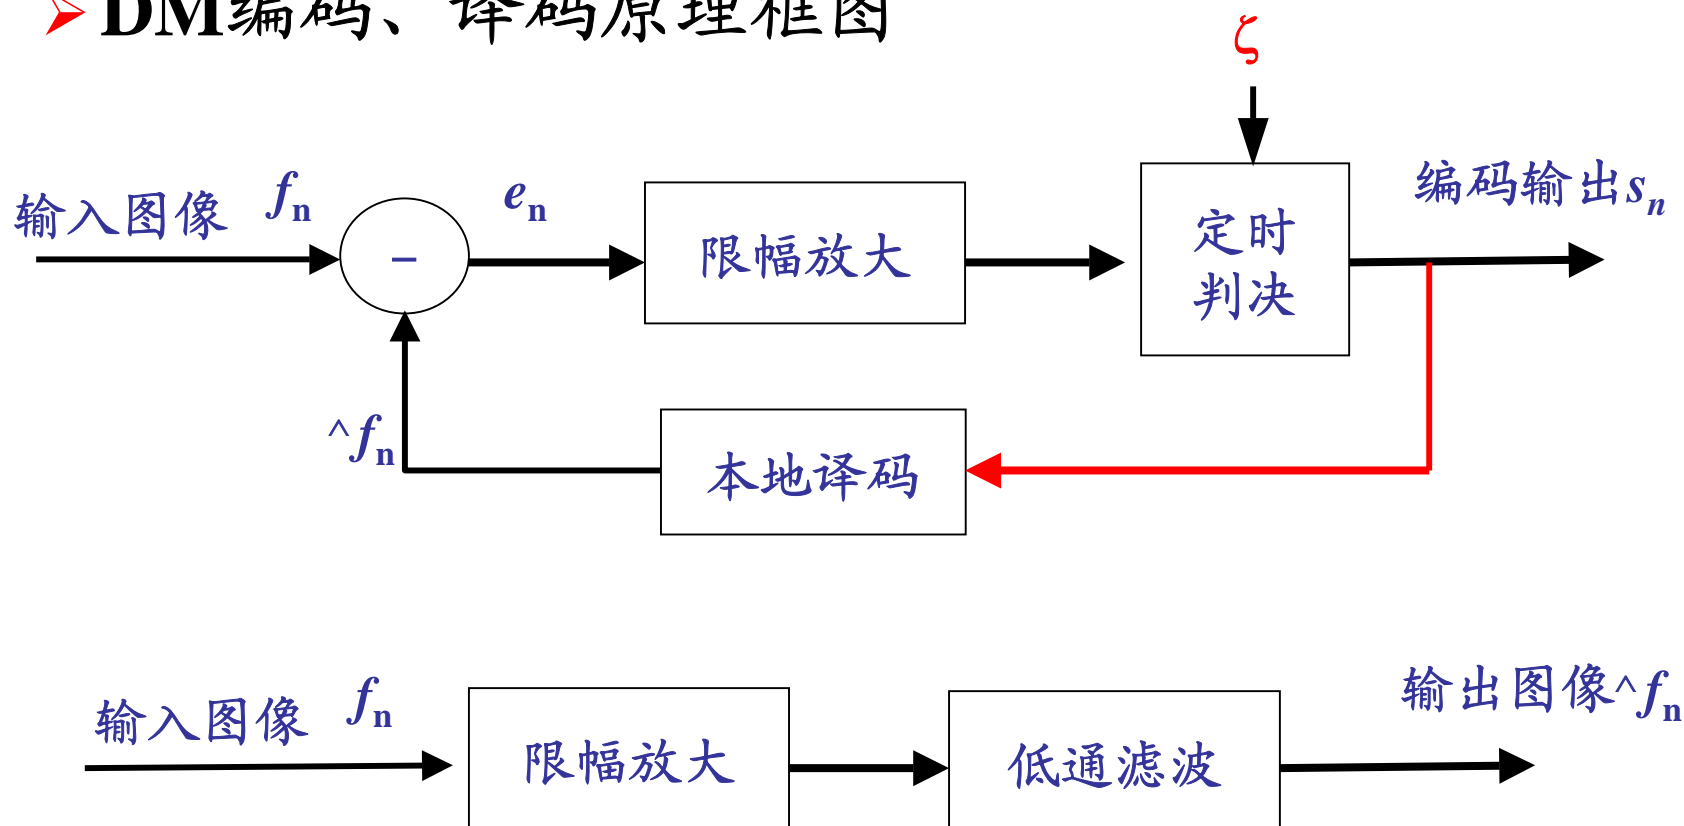 DM编码、译码原理框图
ζ
输入图像 fn
en
限幅放大
定时
判决
编码输出sn
−
^fn
本地译码
输入图像 fn
限幅放大
低通滤波
输出图像^fn